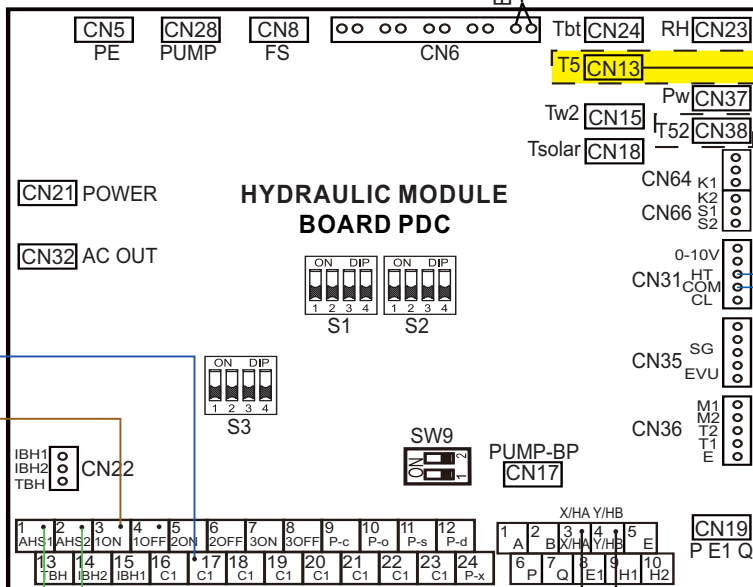 CN5 CN28 CN8 CN6 Tbt CN24 RH CN23
PE PUMP FS
T5 CN13
Pw CN37
Tw2 CN15
T52 CN38
Tsolar CN18
CN64 K1
CN66 K2
S1
S2
CN21 POWER
HYDRAULIC MODULE
BOARD PDC
CN32 AC OUT
ON DIP
1 2 3 4
S1
ON DIP
1 2 3 4
S2
CN31
0-10V
HT
COM
CL
CN35
SG
EVU
ON DIP
1 2 3 4
S3
CN36
M1
M2
T2
T1
E
SW9
ON
1 2
PUMP-BP
CN17
IBH1
IBH2
TBH
CN22
X/HA Y/HB
CN19
P E1 Q
1 AHS1 2 AHS2 3 1ON 4 1OFF 5 2ON 6 2OFF 7 3ON 8 3OFF 9 P-c 10 P-o 11 P-s 12 P-d
13 TBH 14 IBH2 15 IBH1 16 C1 17 C1 18 C1 19 C1 20 C1 21 C1 22 C1 23 C1 24 P-x
1 A 2 B 3 X/HA 4 Y/HB 5 E
6 P 7 Q 8 E1 9 H1 10 H2